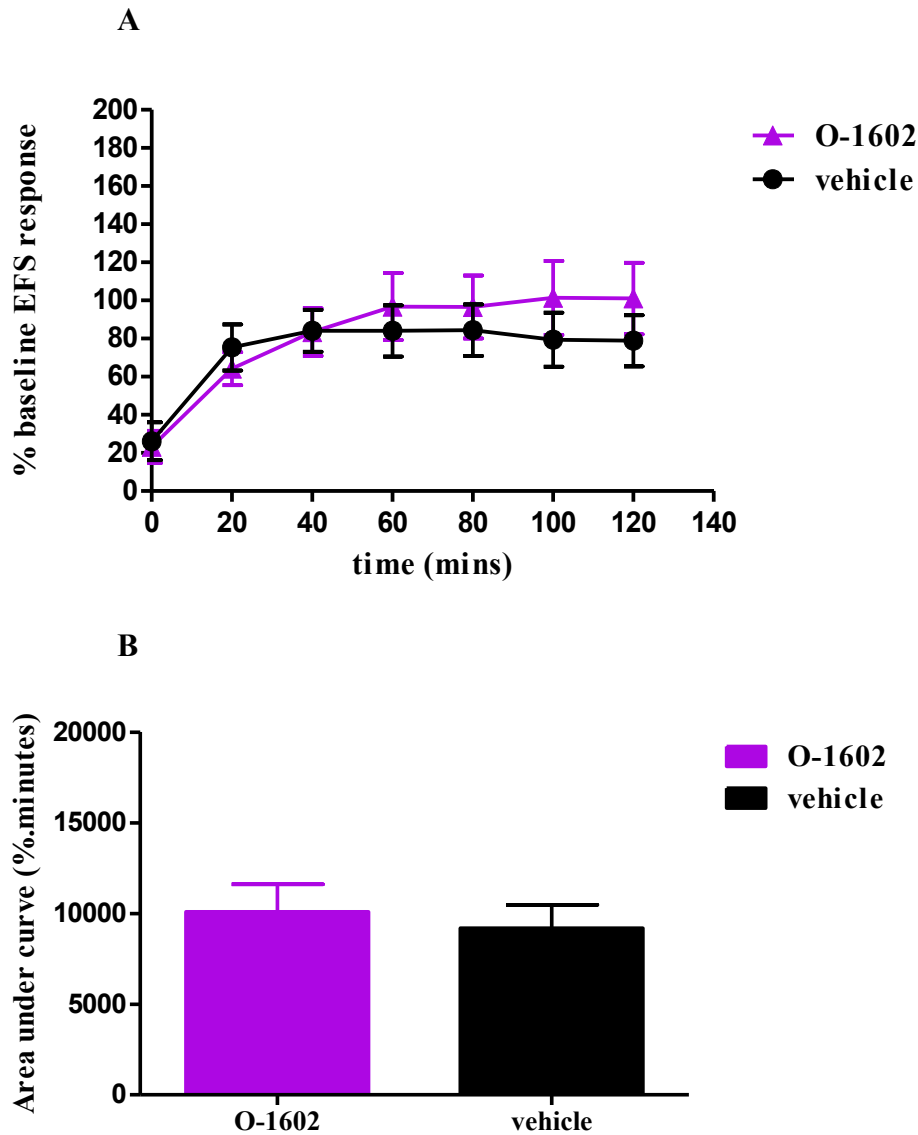 A
% baseline EFS response
200
180
160
140
120
100
80
60
40
20
0
0 20 40 60 80 100 120 140
time (mins)
O-1602
vehicle
B
Area under curve (%.minutes)
20000
15000
10000
5000
0
O-1602 vehicle
O-1602
vehicle